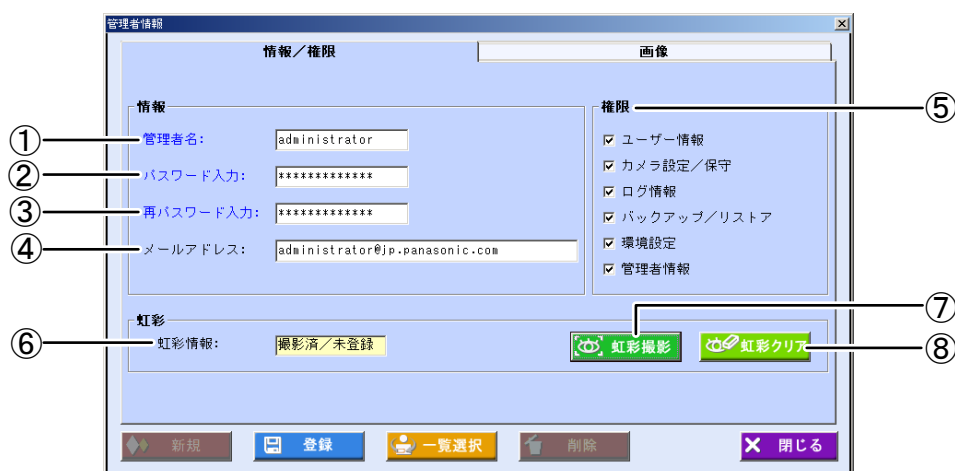 管理者情報
情報／権限
画像
情報
① 管理者名: administrator
② パスワード入力: *************
③ 再パスワード入力: *************
④ メールアドレス: administrator@jp.panasonic.com
権限 ⑤
ユーザー情報
カメラ設定／保守
ログ情報
バックアップ／リストア
環境設定
管理者情報
虹彩
⑥ 虹彩情報: 撮影済／未登録
虹彩撮影 ⑦
虹彩クリア ⑧
新規
登録
一覧選択
削除
閉じる